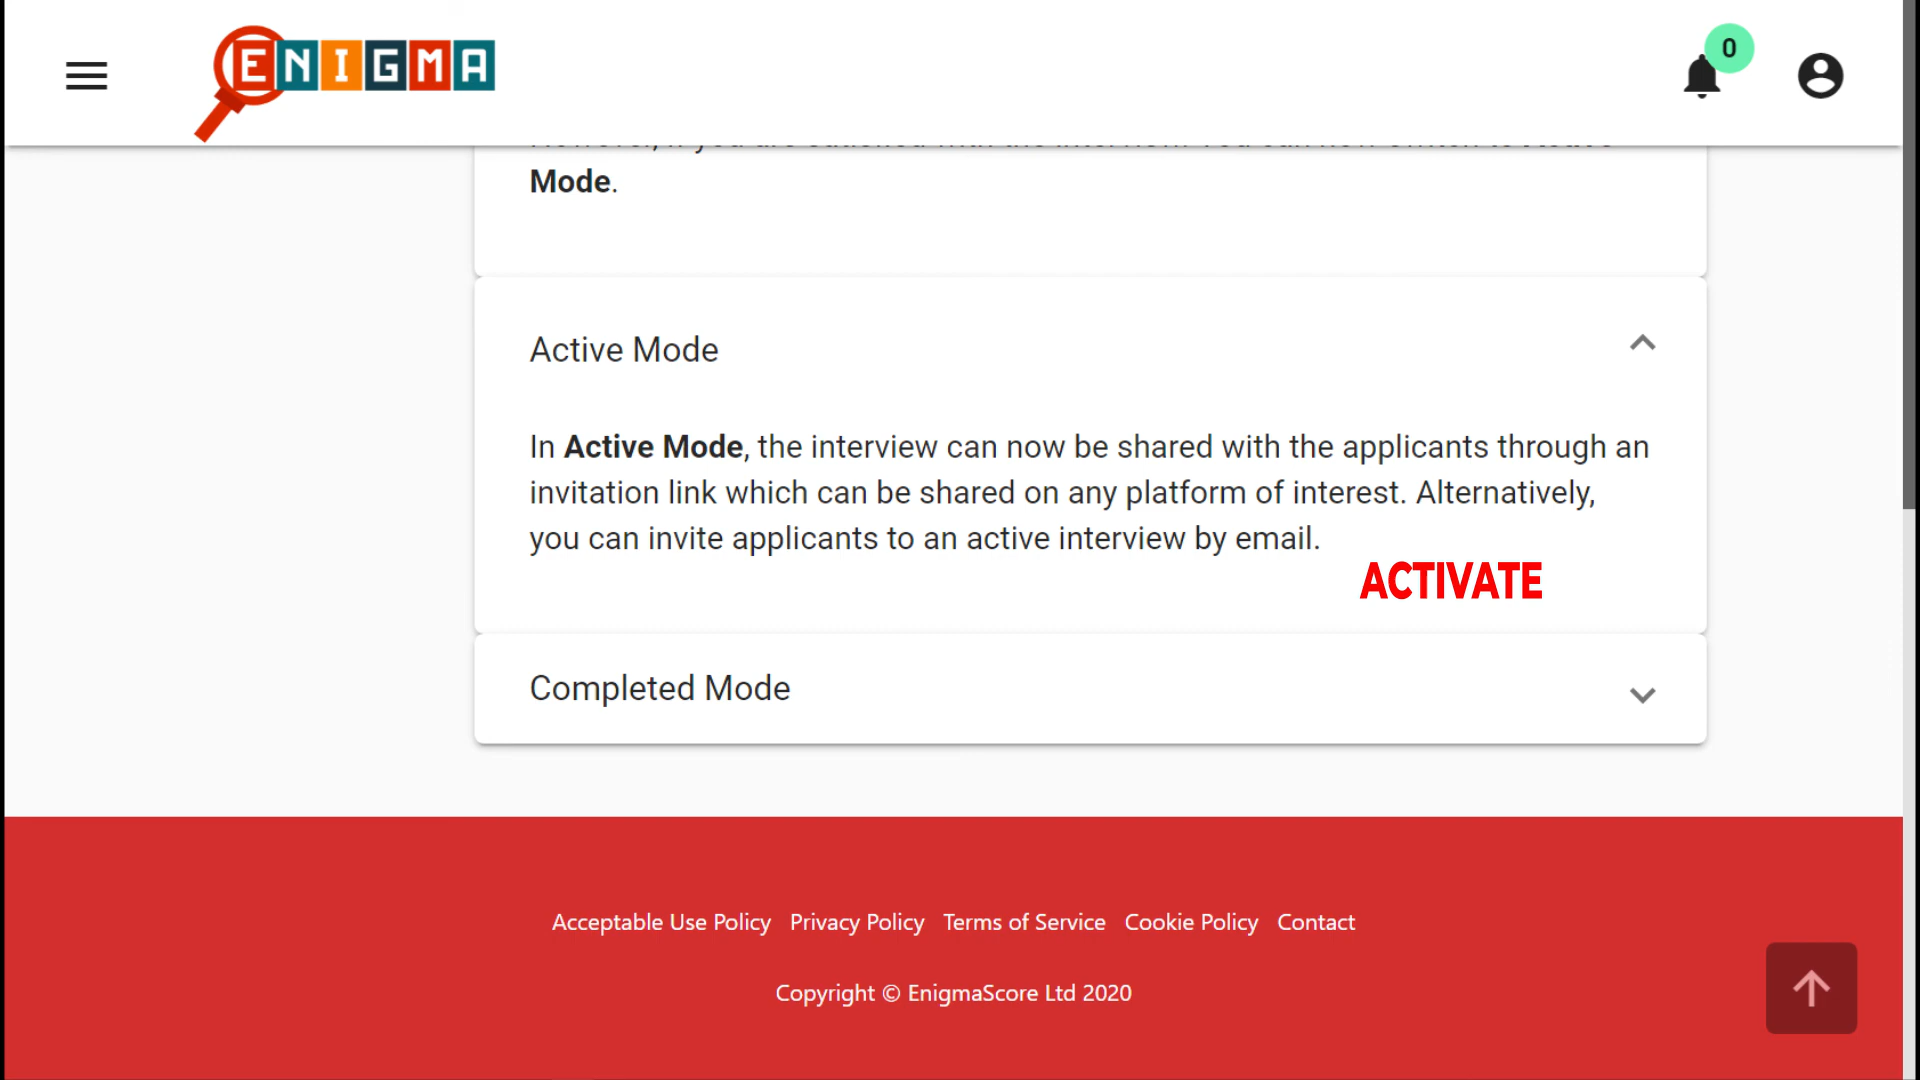 ENIGMA
0
Mode.
Active Mode
In Active Mode, the interview can now be shared with the applicants through an
invitation link which can be shared on any platform of interest. Alternatively,
you can invite applicants to an active interview by email.
ACTIVATE
Completed Mode
Acceptable Use Policy Privacy Policy Terms of Service Cookie Policy Contact
Copyright © EnigmaScore Ltd 2020